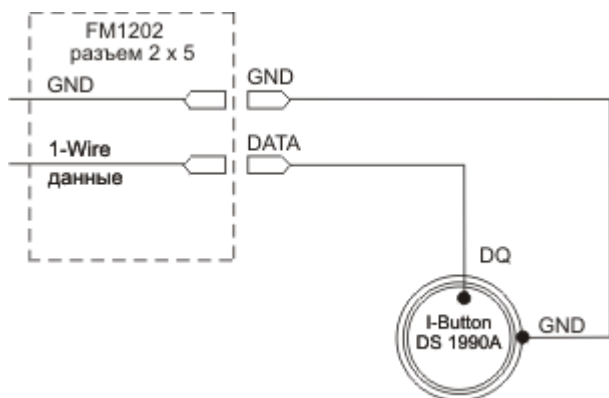 FM1202
разъем 2 x 5
GND
GND
1-Wire
данные
DATA
DQ
I-Button
DS 1990A
GND